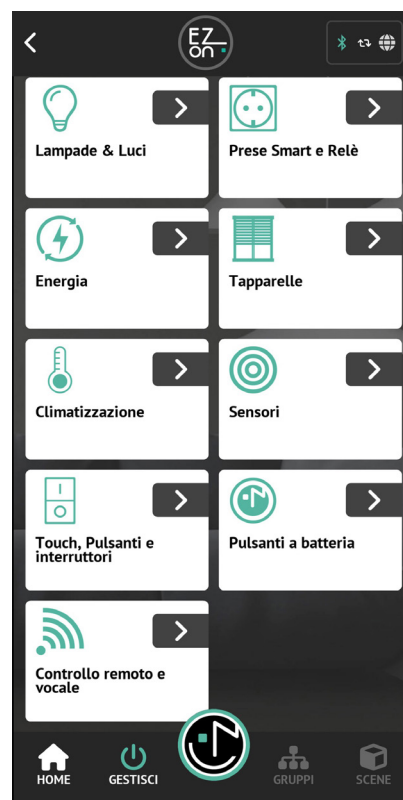 EZ
on
Lampade & Luci
Prese Smart e Relè
Energia
Tapparelle
Climatizzazione
Sensori
Touch, Pulsanti e
interruttori
Pulsanti a batteria
Controllo remoto e
vocale
HOME
GESTISCI
GRUPPI
SCENE